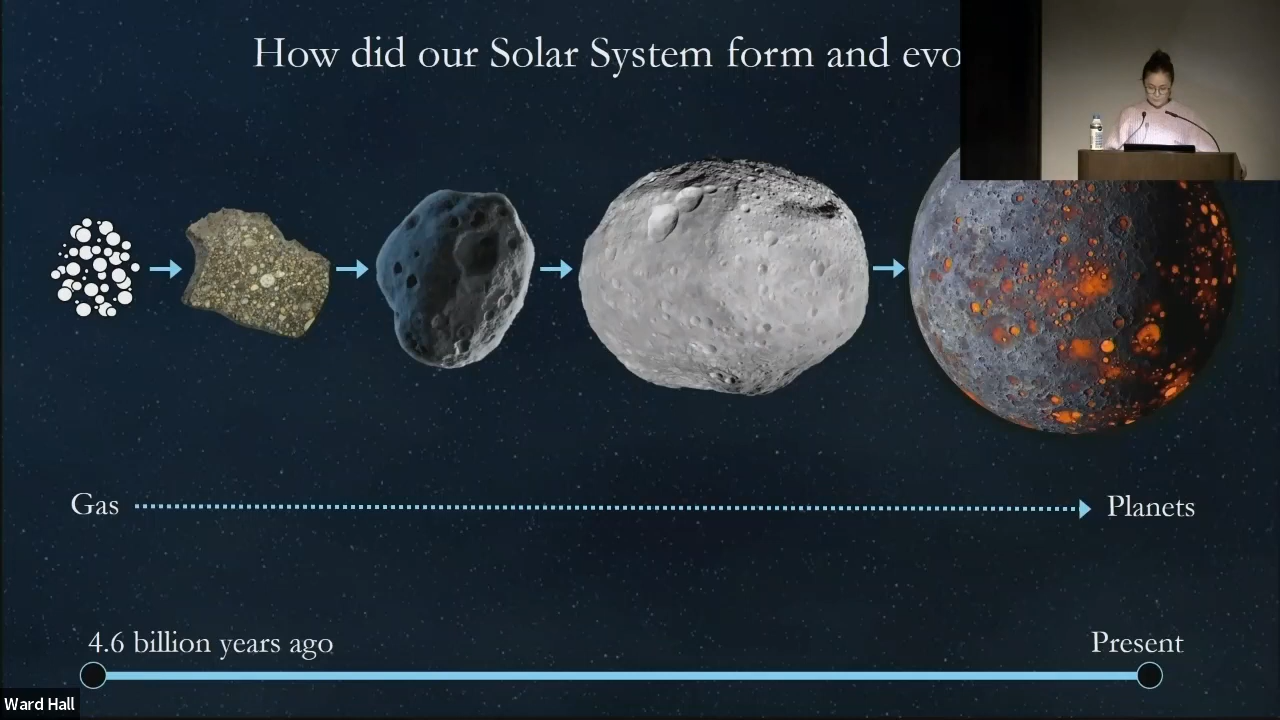 How did our Solar System form and evo
Gas
Planets
4.6 billion years ago
Present
Ward Hall